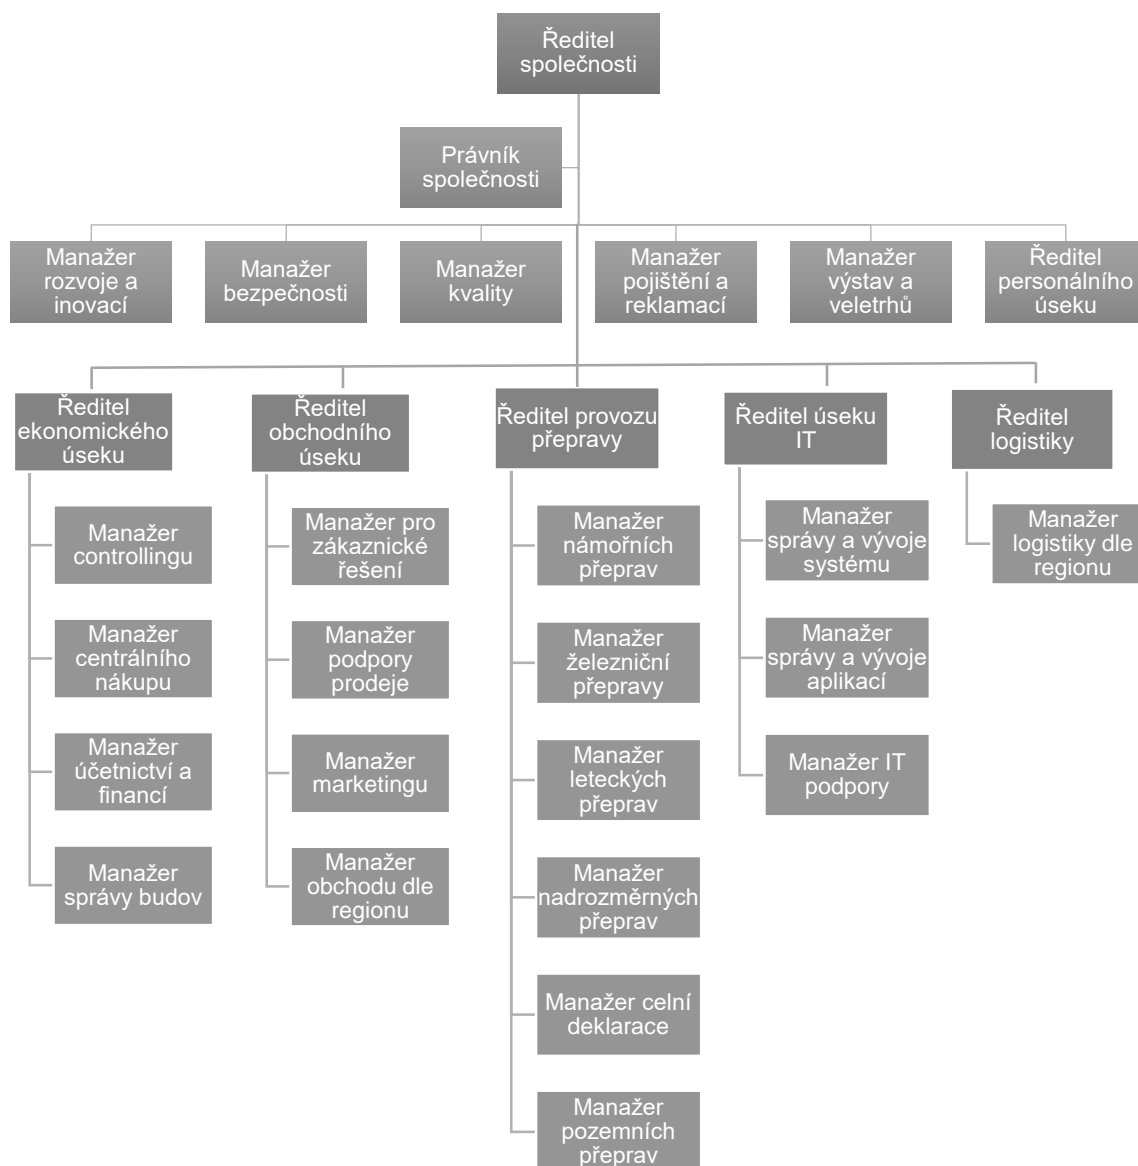 Ředitel
společnosti
Právník
společnosti
Manažer
rozvoje a
inovací
Manažer
bezpečnosti
Manažer
kvality
Manažer
pojištění a
reklamací
Manažer
výstav a
veletrhů
Ředitel
personálního
úseku
Ředitel
ekonomického
úseku
Manažer
controllingu
Manažer
centrálního
nákupu
Manažer
účetnictví a
financí
Manažer
správy budov
Ředitel
obchodního
úseku
Manažer pro
zákaznické
řešení
Manažer
podpory
prodeje
Manažer
marketingu
Manažer
obchodu dle
regionu
Ředitel provozu
přepravy
Manažer
námořních
přeprav
Manažer
železniční
přepravy
Manažer
leteckých
přeprav
Manažer
nadrozměrných
přeprav
Manažer celní
deklarace
Manažer
pozemních
přeprav
Ředitel úseku
IT
Manažer
správy a vývoje
systému
Manažer
správy a vývoje
aplikací
Manažer IT
podpory
Ředitel
logistiky
Manažer
logistiky dle
regionu